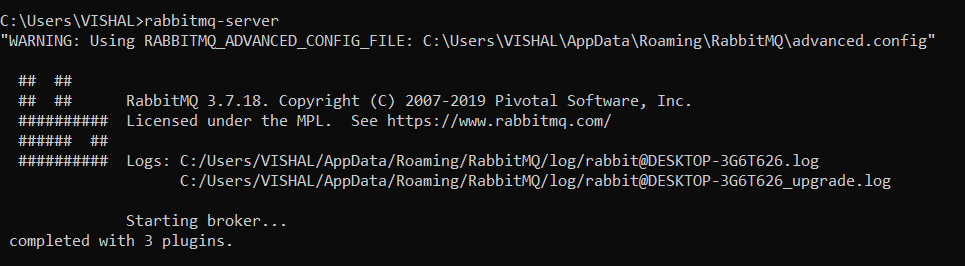 C:\Users\VISHAL>rabbitmq-server
"WARNING: Using RABBITMQ_ADVANCED_CONFIG_FILE: C:\Users\VISHAL\AppData\Roaming\RabbitMQ\advanced.config"
  ##  ##
  ##  ##      RabbitMQ 3.7.18. Copyright (C) 2007-2019 Pivotal Software, Inc.
  ##########  Licensed under the MPL.  See https://www.rabbitmq.com/
  ######  ##
  ##########  Logs: C:/Users/VISHAL/AppData/Roaming/RabbitMQ/log/rabbit@DESKTOP-3G6T626.log
                    C:/Users/VISHAL/AppData/Roaming/RabbitMQ/log/rabbit@DESKTOP-3G6T626_upgrade.log
              Starting broker...
 completed with 3 plugins.